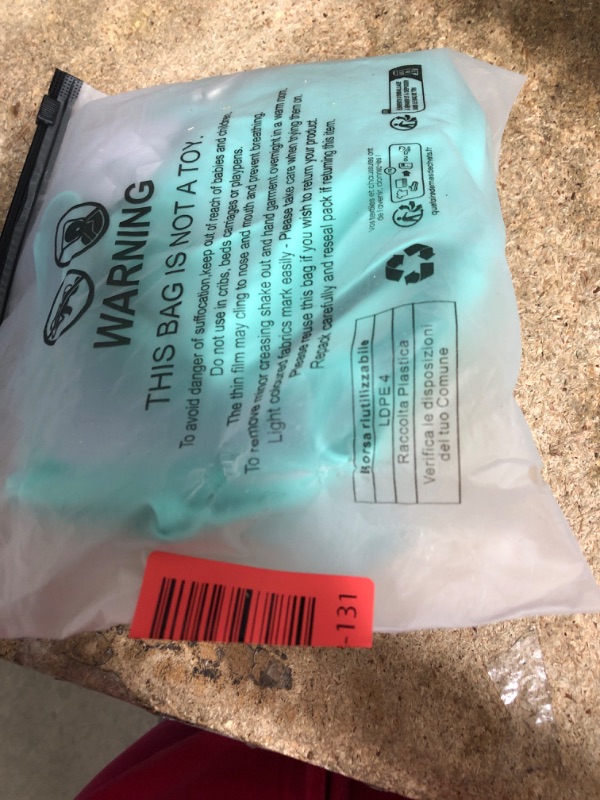 WARNING
THIS BAG IS NOT A TOY.
To avoid danger of suffocation,keep out of reach of babies and children.
Do not use in cribs, beds carriages or playpens.
The thin film may cling to nose and mouth and prevent breathing.
To remove minor creasing shake out and hand garment overnight in a warm room.
Light coloured fabrics mark easily - Please take care when trying them on.
Please reuse this bag if you wish to return your product.
Repack carefully and reseal pack if returning this item.
Borsa riutilizzabile
LDPE 4
Raccolta Plastica
Verifica le disposizioni
del tuo Comune
quefairedemesdechets.fr
-131